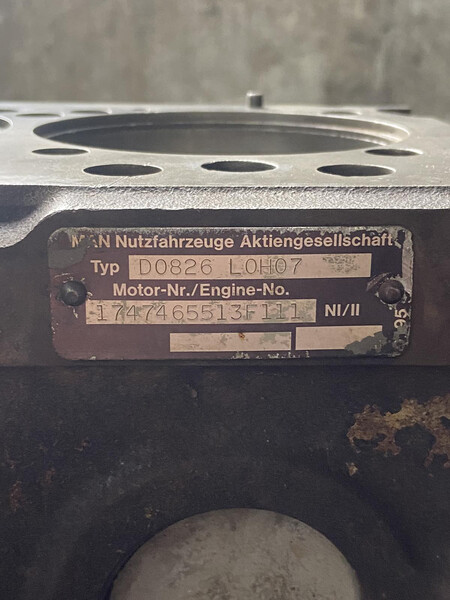 MAN Nutzfahrzeuge Aktiengesellschaft
Typ D0826 LOH07
Motor-Nr./Engine-No.
1747465513F111 NI/II
95